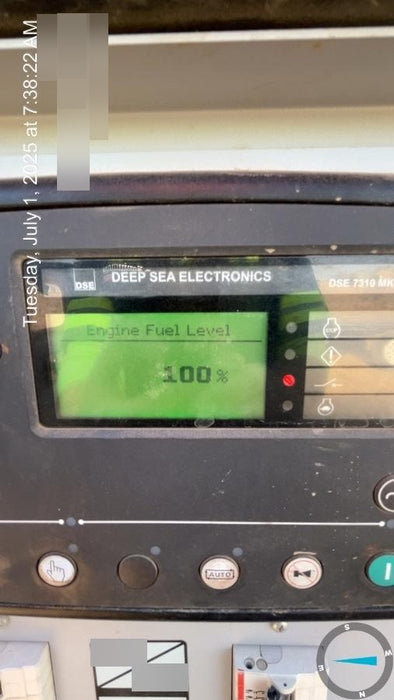 Tuesday, July 1, 2025 at 7:38:22 AM
DSE
DEEP SEA ELECTRONICS
DSE 7310 MK
Engine Fuel Level
100 %
STOP
AUTO
S
W
E